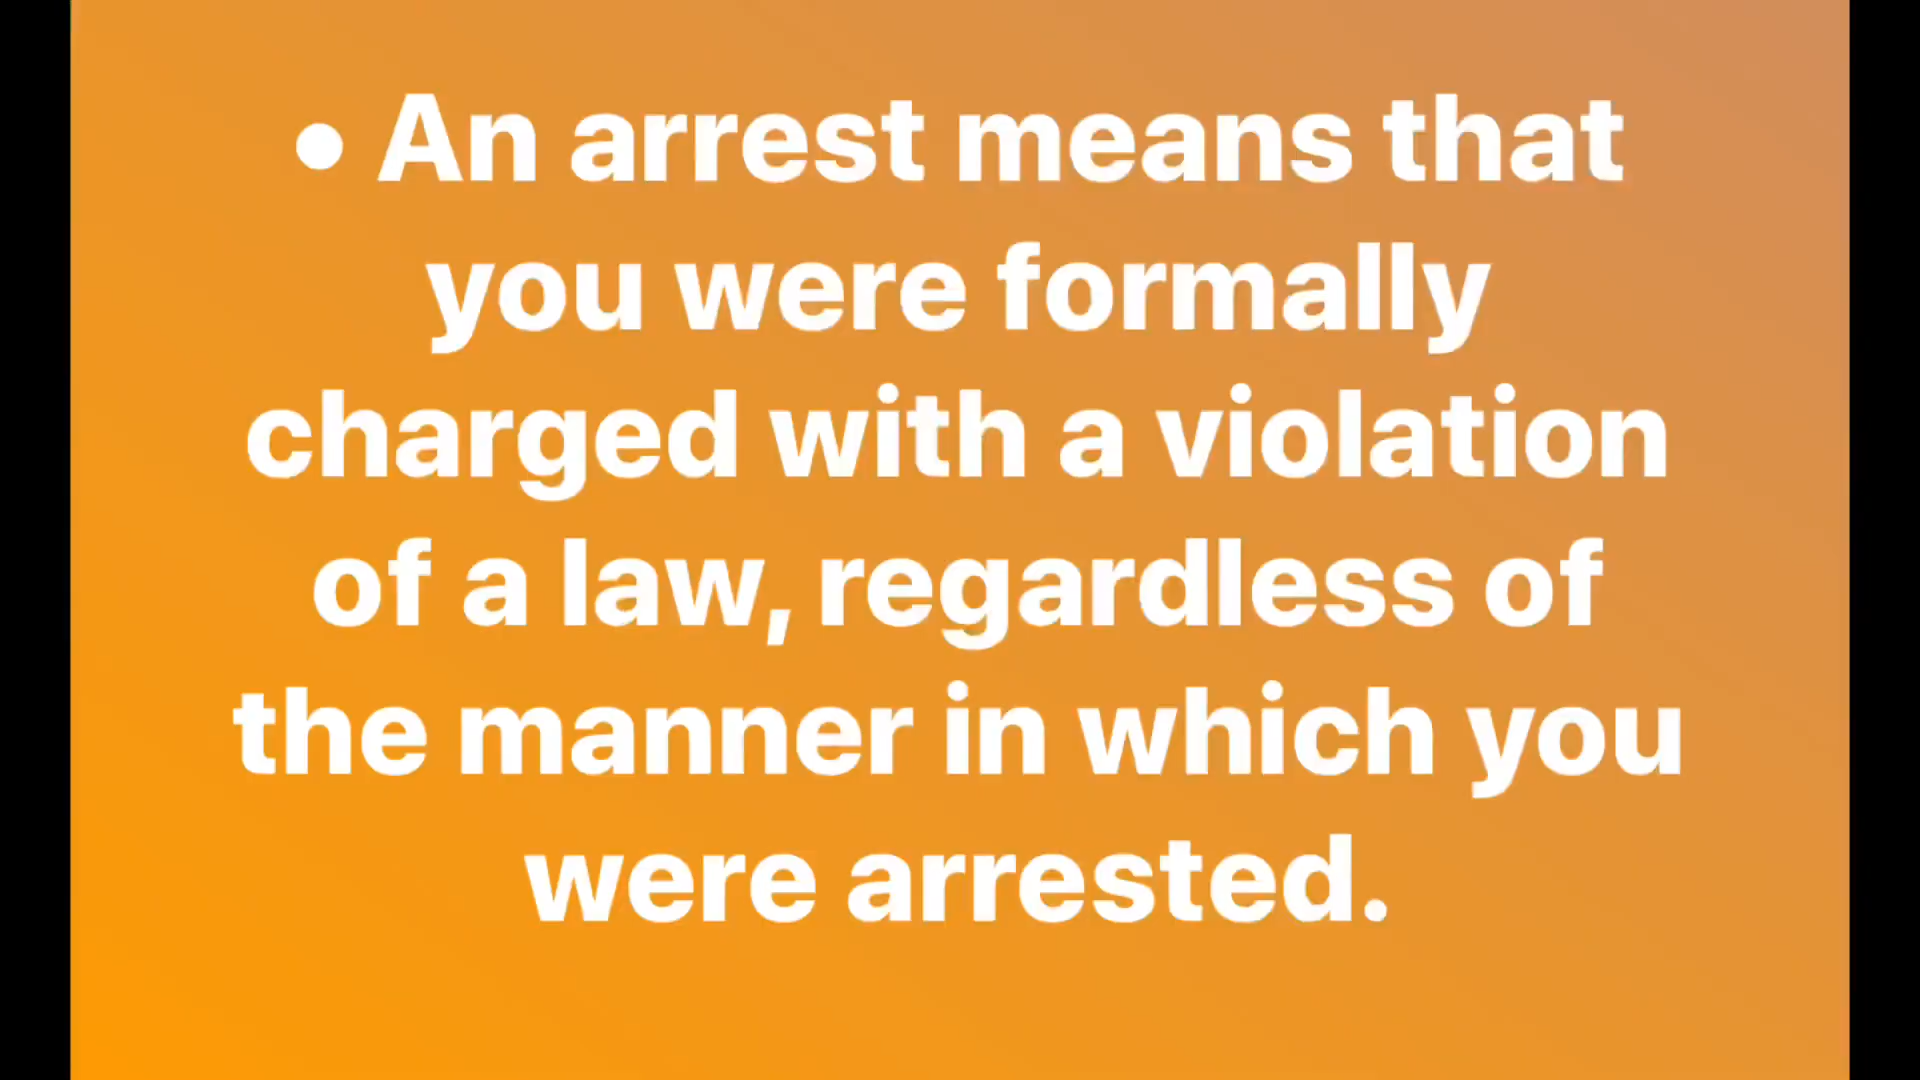 • An arrest means that
you were formally
charged with a violation
of a law, regardless of
the manner in which you
were arrested.